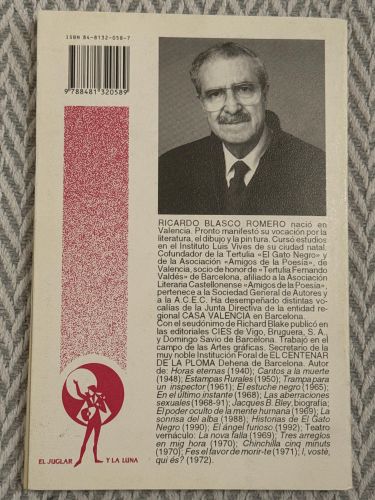 ISBN 84-8132-058-7
9 788481 320589
RICARDO BLASCO ROMERO nació en
Valencia. Pronto manifestó su vocación por la
literatura, el dibujo y la pintura. Cursó estudios
en el Instituto Luis Vives de su ciudad natal.
Cofundador de la Tertulia «El Gato Negro» y
de la Asociación «Amigos de la Poesía», de
Valencia, socio de honor de «Tertulia Fernando
Valdés» de Barcelona, afiliado a la Asociación
Literaria Castellonense «Amigos de la Poesía»,
pertenece a la Sociedad General de Autores y
a la A.C.E.C. Ha desempeñado distintas vo-
calías de la Junta Directiva de la entidad re-
gional CASA VALENCIA en Barcelona.
Con el seudónimo de Richard Blake publicó en
las editoriales CIES de Vigo, Bruguera, S. A.,
y Domingo Savio de Barcelona. Trabajó en el
campo de las Artes gráficas. Secretario de la
muy noble Institución Foral de EL CENTENAR
DE LA PLOMA Dehena de Barcelona. Autor
de: Horas eternas (1940); Cantos a la muerte
(1948); Estampas Rurales (1950); Trampa para
un inspector (1961); El estuche negro (1965);
En el último instante (1968); Las aberraciones
sexuales (1968-91); Jacques B. Bley, biografía;
El poder oculto de la mente humana (1969); La
sonrisa del alba (1988); Historias de El Gato
Negro (1990); El ángel furioso (1992); Teatro
vernáculo: La nova falla (1969); Tres arreglos
en mig hora (1970); Chinchilla cinq minuts
(1970); Fes el favor de morir-te (1971); I, vosté,
qui és? (1972).
EL JUGLAR Y LA LUNA